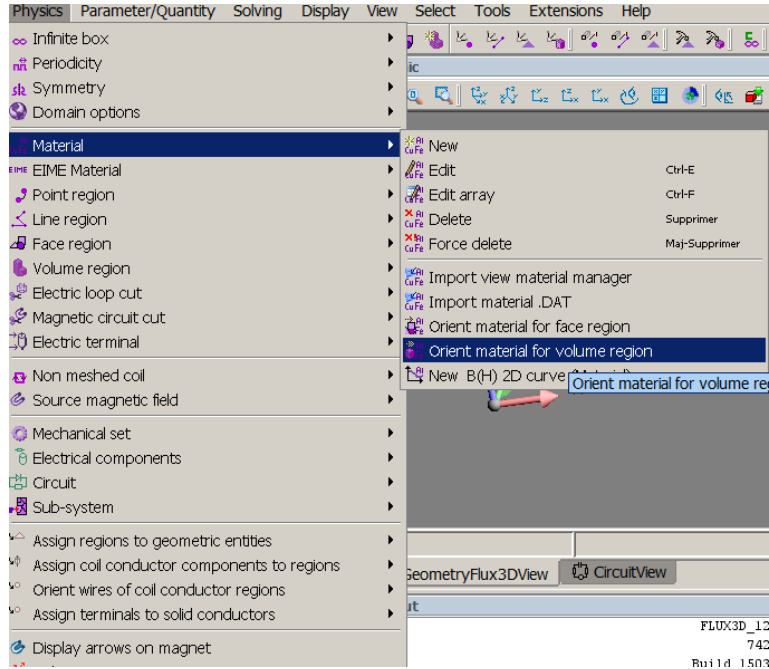 Physics Parameter/Quantity Solving Display View Select Tools Extensions Help
Infinite box
Periodicity
Symmetry
Domain options
ic
Material
EIME Material
Point region
Line region
Face region
Volume region
Electric loop cut
Magnetic circuit cut
Electric terminal
Non meshed coil
Source magnetic field
Mechanical set
Electrical components
Circuit
Sub-system
Assign regions to geometric entities
Assign coil conductor components to regions
Orient wires of coil conductor regions
Assign terminals to solid conductors
Display arrows on magnet
New
Edit Ctrl-E
Edit array Ctrl-F
Delete Supprimer
Force delete Maj-Supprimer
Import view material manager
Import material .DAT
Orient material for face region
Orient material for volume region
New B(H) 2D curve
Orient material for volume re
GeometryFlux3DView CircuitView
ut
FLUX3D_12
742
Build 1503